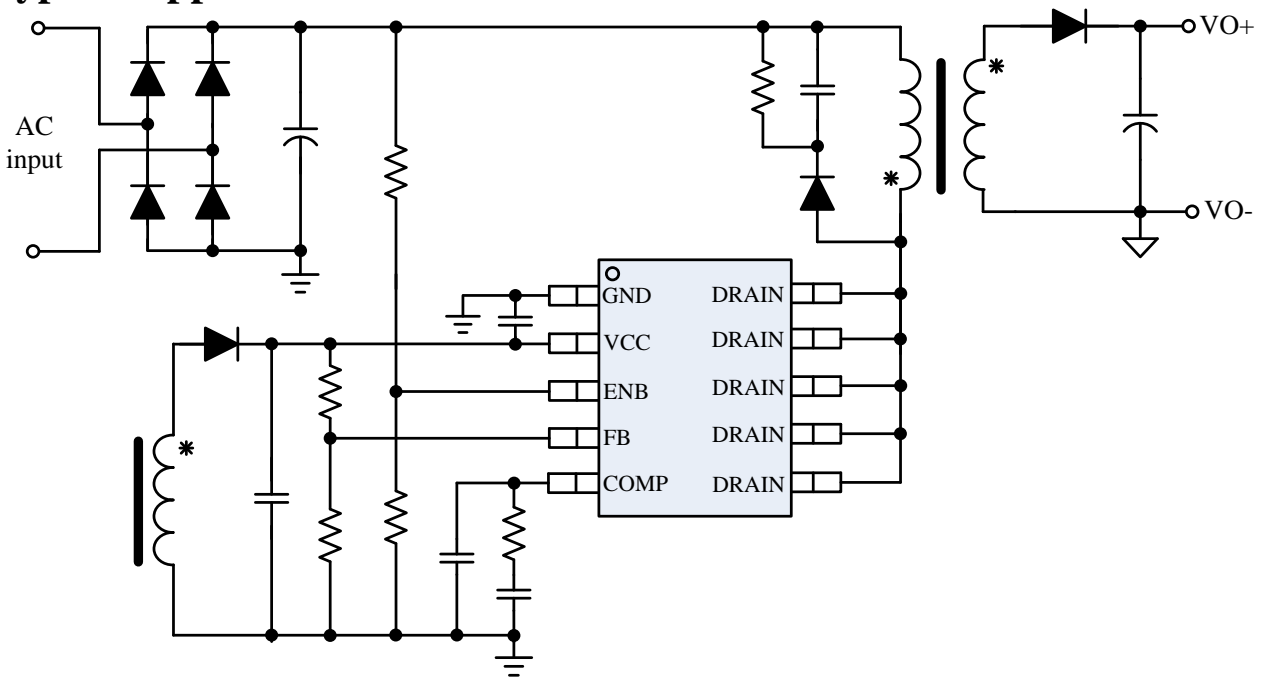 VO+
AC
input
VO-
GND DRAIN
VCC DRAIN
ENB DRAIN
FB DRAIN
COMP DRAIN